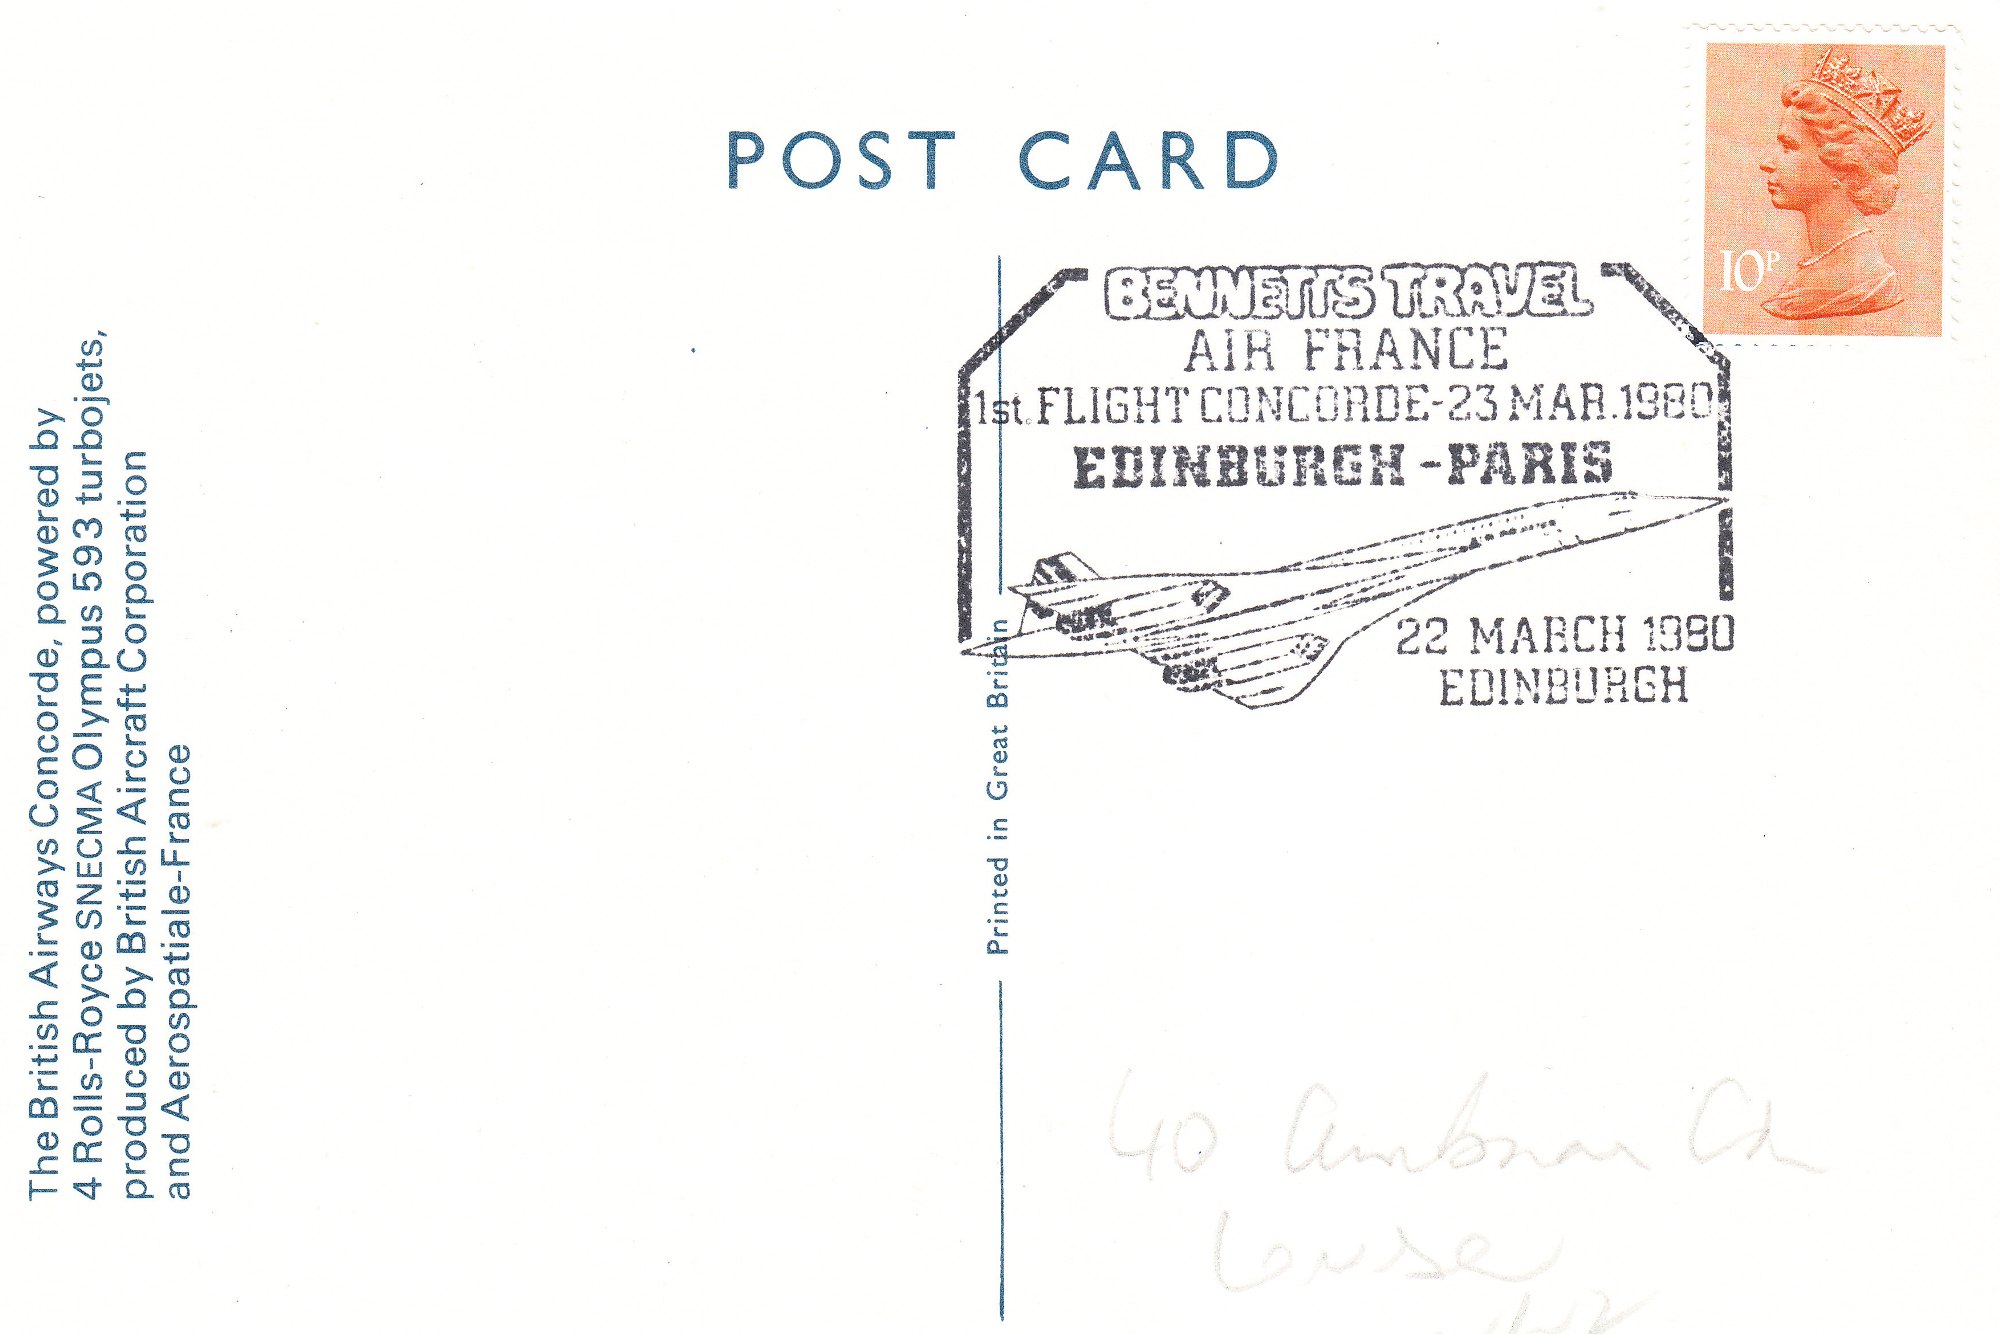 POST CARD
10P
BENNETTS TRAVEL
AIR FRANCE
1st. FLIGHT CONCORDE-23 MAR.1980
EDINBURGH-PARIS
22 MARCH 1980
EDINBURGH
The British Airways Concorde, powered by
4 Rolls-Royce SNECMA Olympus 593 turbojets,
produced by British Aircraft Corporation
and Aerospatiale-France
Printed in Great Britain
40